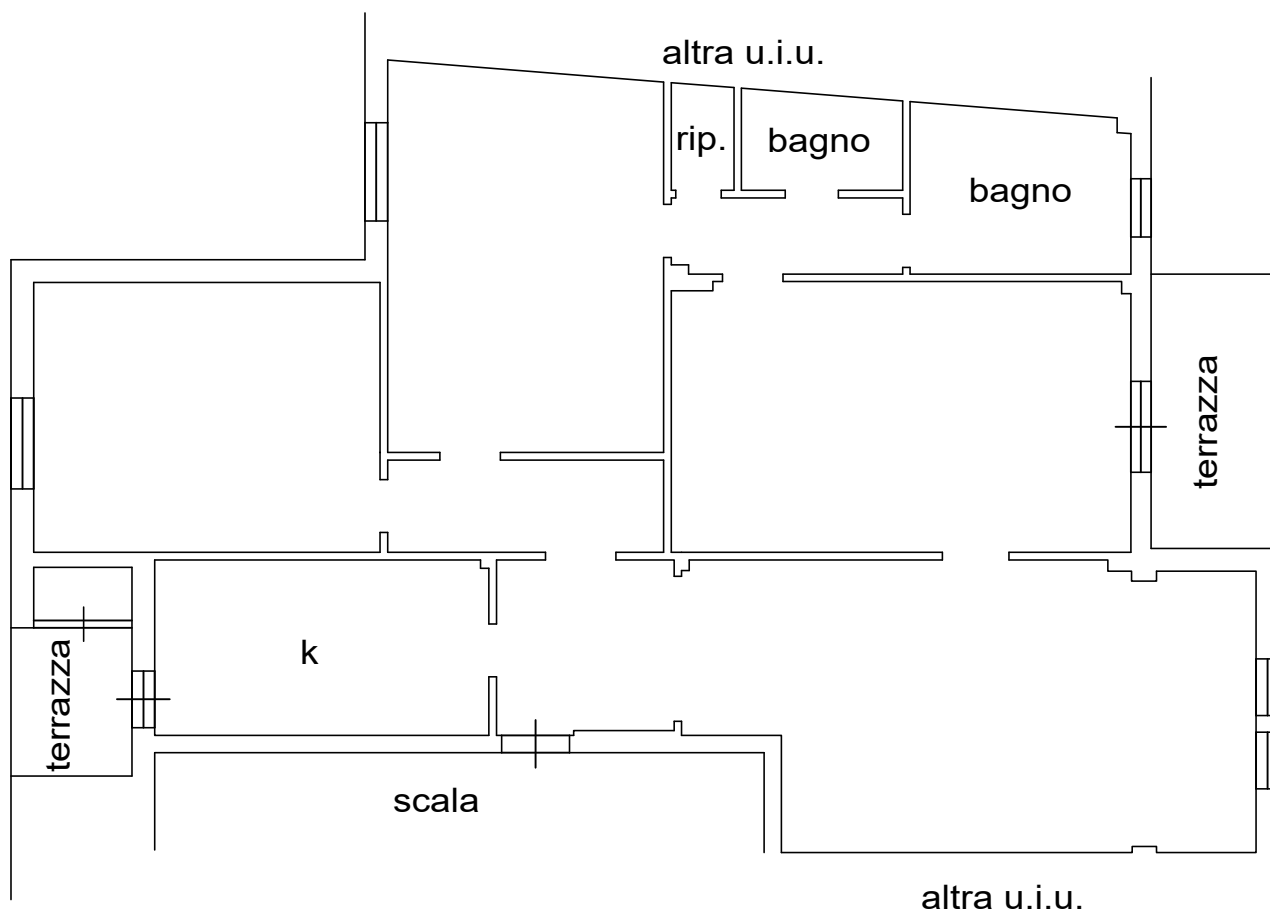 altra u.i.u.
rip.
bagno
bagno
terrazza
k
terrazza
scala
altra u.i.u.